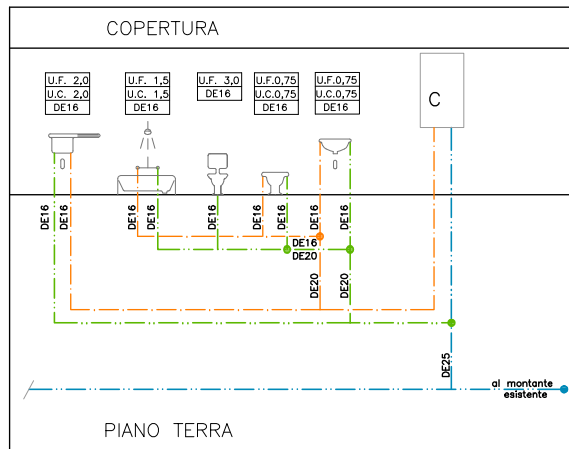 COPERTURA
U.F. 2,0
U.C. 2,0
DE16
U.F. 1,5
U.C. 1,5
DE16
U.F. 3,0
DE16
U.F.0,75
U.C.0,75
DE16
U.F.0,75
U.C.0,75
DE16
C
DE16
DE16
DE16
DE16
DE16
DE16
DE16
DE16
DE16
DE16
DE20
DE20
DE20
DE25
al montante
esistente
PIANO TERRA